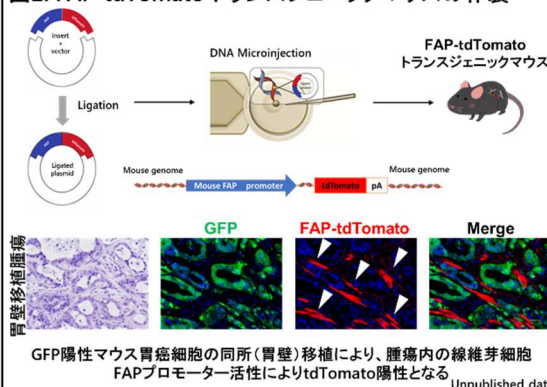 FAP
tdTomato
Insert
+
vector
Ligation
FAP
tdTomato
Ligated
plasmid
DNA Microinjection
FAP-tdTomato
トランスジェニックマウス
Mouse genome
Mouse FAP promoter
tdTomato
pA
Mouse genome
GFP
FAP-tdTomato
Merge
胃壁移植腫瘍
GFP陽性マウス胃癌細胞の同所(胃壁)移植により、腫瘍内の線維芽細胞
FAPプロモーター活性によりtdTomato陽性となる
Unpublished data